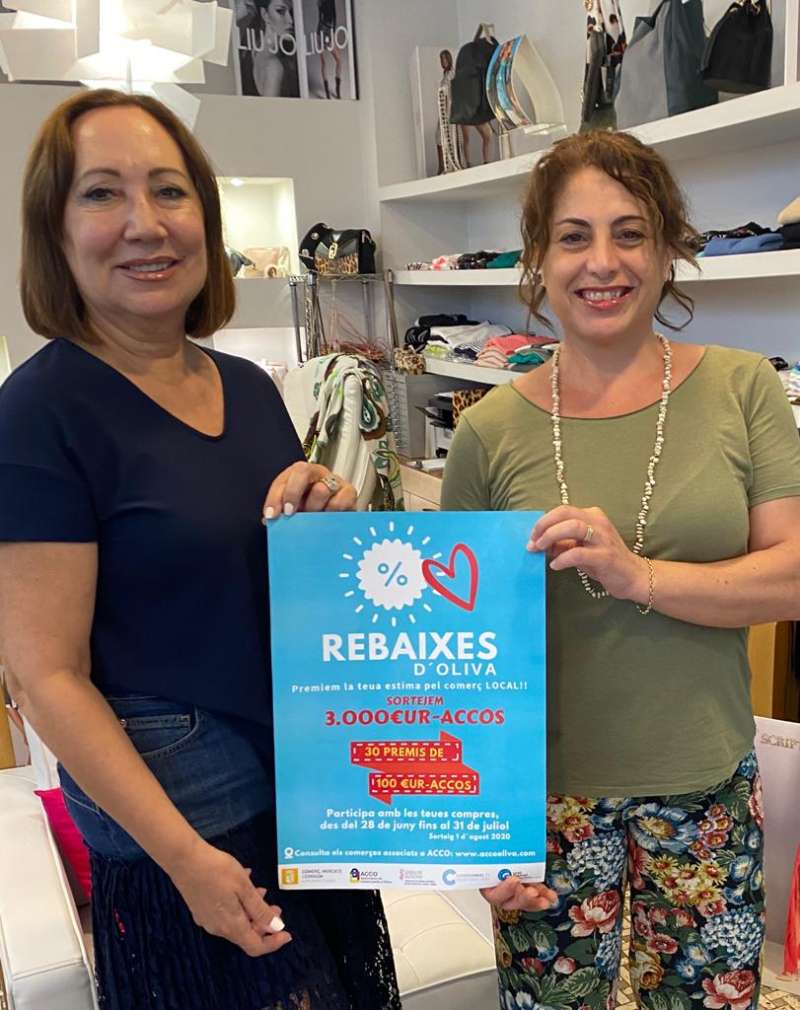 LIU·JO
LIU·JO
%
REBAIXES
D´OLIVA
Premiem la teua estima pel comerç LOCAL!!
SORTEJEM
3.000€UR-ACCOS
30 PREMIS DE
100 €UR-ACCOS
Participa amb les teues compres,
des del 28 de juny fins al 31 de juliol
Sorteig 1 d´agost 2020
Consulta els comerços associats a ACCO: www.accooliva.com
ACCO
SCRIPT